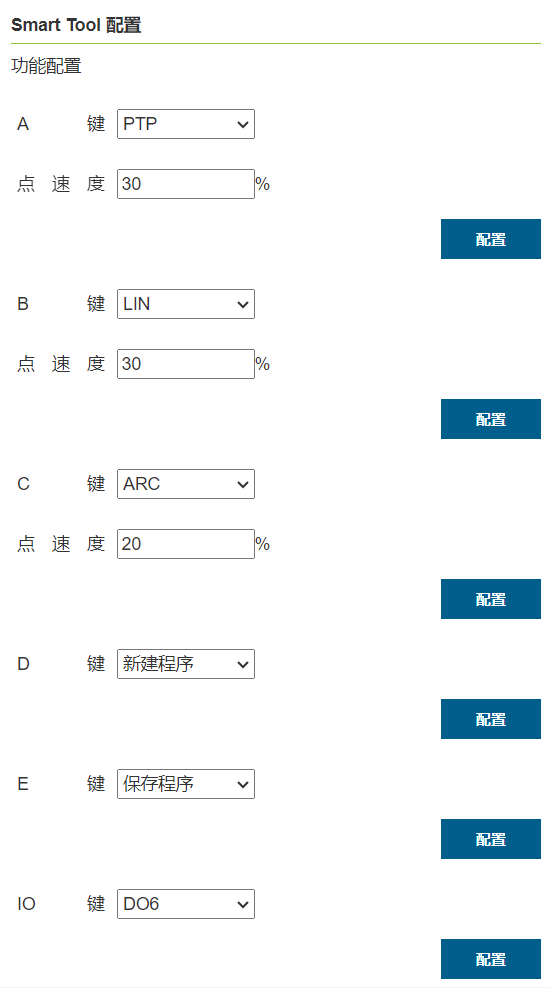 Smart Tool 配置
功能配置
A 键 PTP
点 速 度 30 %
配置
B 键 LIN
点 速 度 30 %
配置
C 键 ARC
点 速 度 20 %
配置
D 键 新建程序
配置
E 键 保存程序
配置
IO 键 DO6
配置